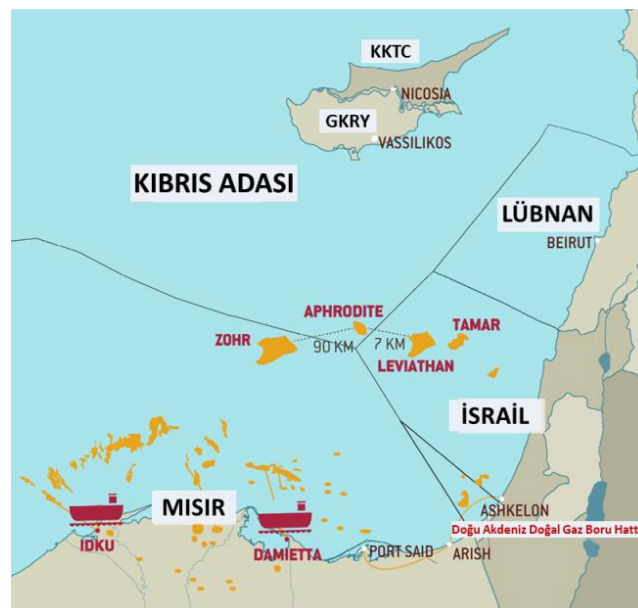 KKTC
NICOSIA
GKRY
VASSILIKOS
KIBRIS ADASI
LÜBNAN
BEIRUT
APHRODITE
TAMAR
ZOHR
90 KM
7 KM
LEVIATHAN
İSRAİL
MISIR
ASHKELON
Doğu Akdeniz Doğal Gaz Boru Hatt
IDKU
DAMIETTA
PORT SAID
ARISH